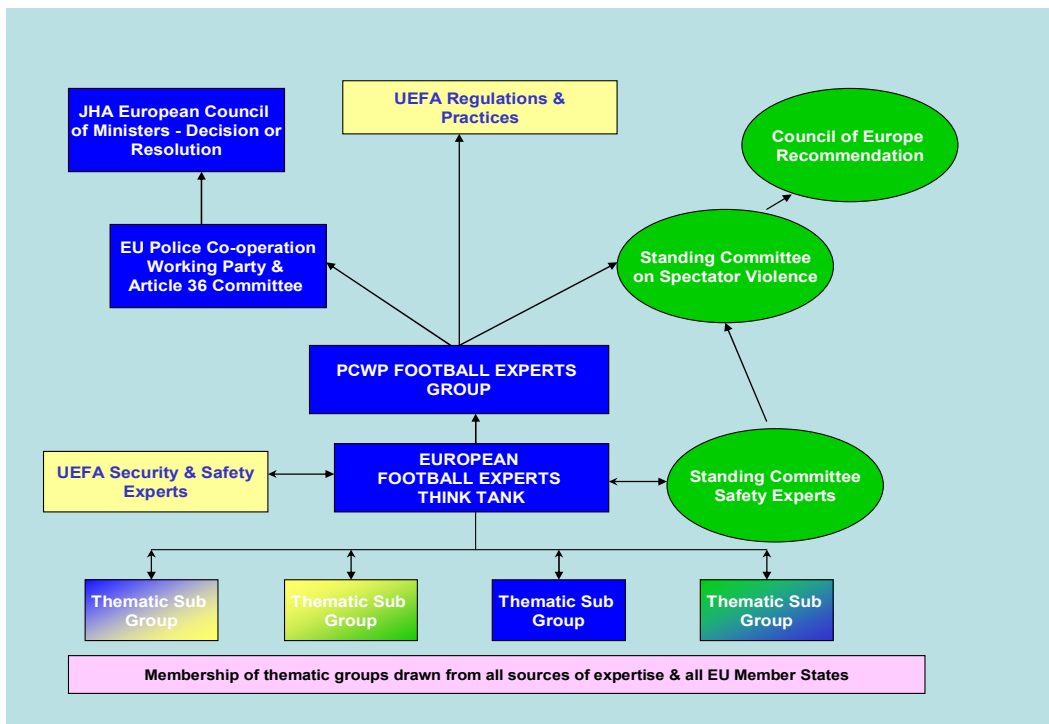 JHA European Council
of Ministers - Decision or
Resolution
UEFA Regulations &
Practices
Council of Europe
Recommendation
EU Police Co-operation
Working Party &
Article 36 Committee
Standing Committee
on Spectator Violence
PCWP FOOTBALL EXPERTS
GROUP
UEFA Security & Safety
Experts
EUROPEAN
FOOTBALL EXPERTS
THINK TANK
Standing Committee
Safety Experts
Thematic Sub
Group
Thematic Sub
Group
Thematic Sub
Group
Thematic Sub
Group
Membership of thematic groups drawn from all sources of expertise & all EU Member States